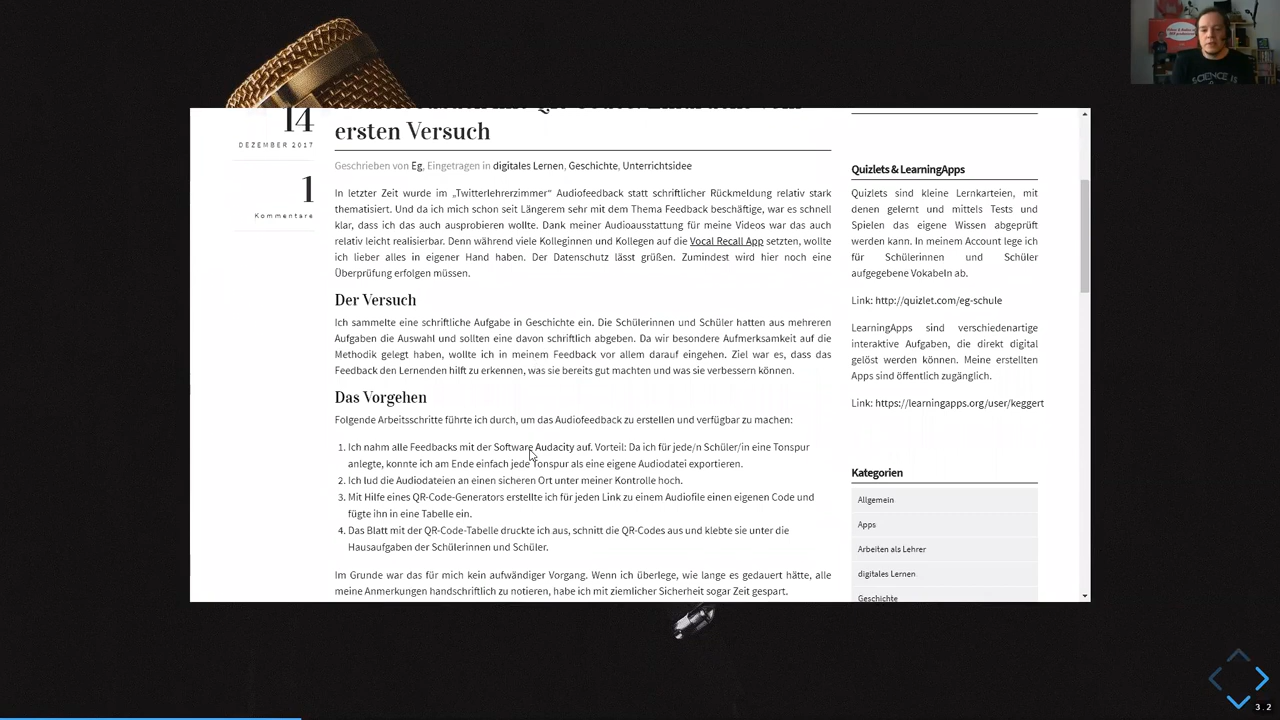 14
DEZEMBER 2017
1
Kommentare
ersten Versuch
Geschrieben von Eg, Eingetragen in digitales Lernen, Geschichte, Unterrichtsidee
In letzter Zeit wurde im „Twitterlehrerzimmer“ Audiofeedback statt schriftlicher Rückmeldung relativ stark
thematisiert. Und da ich mich schon seit Längerem sehr mit dem Thema Feedback beschäftige, war es schnell
klar, dass ich das auch ausprobieren wollte. Dank meiner Audioausstattung für meine Videos war das auch
relativ leicht realisierbar. Denn während viele Kolleginnen und Kollegen auf die Vocal Recall App setzten, wollte
ich lieber alles in eigener Hand haben. Der Datenschutz lässt grüßen. Zumindest wird hier noch eine
Überprüfung erfolgen müssen.
Der Versuch
Ich sammelte eine schriftliche Aufgabe in Geschichte ein. Die Schülerinnen und Schüler hatten aus mehreren
Aufgaben die Auswahl und sollten eine davon schriftlich abgeben. Da wir besondere Aufmerksamkeit auf die
Methodik gelegt haben, wollte ich in meinem Feedback vor allem darauf eingehen. Ziel war es, dass das
Feedback den Lernenden hilft zu erkennen, was sie bereits gut machten und was sie verbessern können.
Das Vorgehen
Folgende Arbeitsschritte führte ich durch, um das Audiofeedback zu erstellen und verfügbar zu machen:
1. Ich nahm alle Feedbacks mit der Software Audacity auf. Vorteil: Da ich für jede/n Schüler/in eine Tonspur
anlegte, konnte ich am Ende einfach jede Tonspur als eine eigene Audiodatei exportieren.
2. Ich lud die Audiodateien an einen sicheren Ort unter meiner Kontrolle hoch.
3. Mit Hilfe eines QR-Code-Generators erstellte ich für jeden Link zu einem Audiofile einen eigenen Code und
fügte ihn in eine Tabelle ein.
4. Das Blatt mit der QR-Code-Tabelle druckte ich aus, schnitt die QR-Codes aus und klebte sie unter die
Hausaufgaben der Schülerinnen und Schüler.
Im Grunde war das für mich kein aufwändiger Vorgang. Wenn ich überlege, wie lange es gedauert hätte, alle
meine Anmerkungen handschriftlich zu notieren, habe ich mit ziemlicher Sicherheit sogar Zeit gespart.
Quizlets & LearningApps
Quizlets sind kleine Lernkarteien, mit
denen gelernt und mittels Tests und
Spielen das eigene Wissen abgeprüft
werden kann. In meinem Account lege ich
für Schülerinnen und Schüler
aufgegebene Vokabeln ab.
Link: http://quizlet.com/eg-schule
LearningApps sind verschiedenartige
interaktive Aufgaben, die direkt digital
gelöst werden können. Meine erstellten
Apps sind öffentlich zugänglich.
Link: https://learningapps.org/user/keggert
Kategorien
Allgemein
Apps
Arbeiten als Lehrer
digitales Lernen
Geschichte
SCIENCE IS
3.2